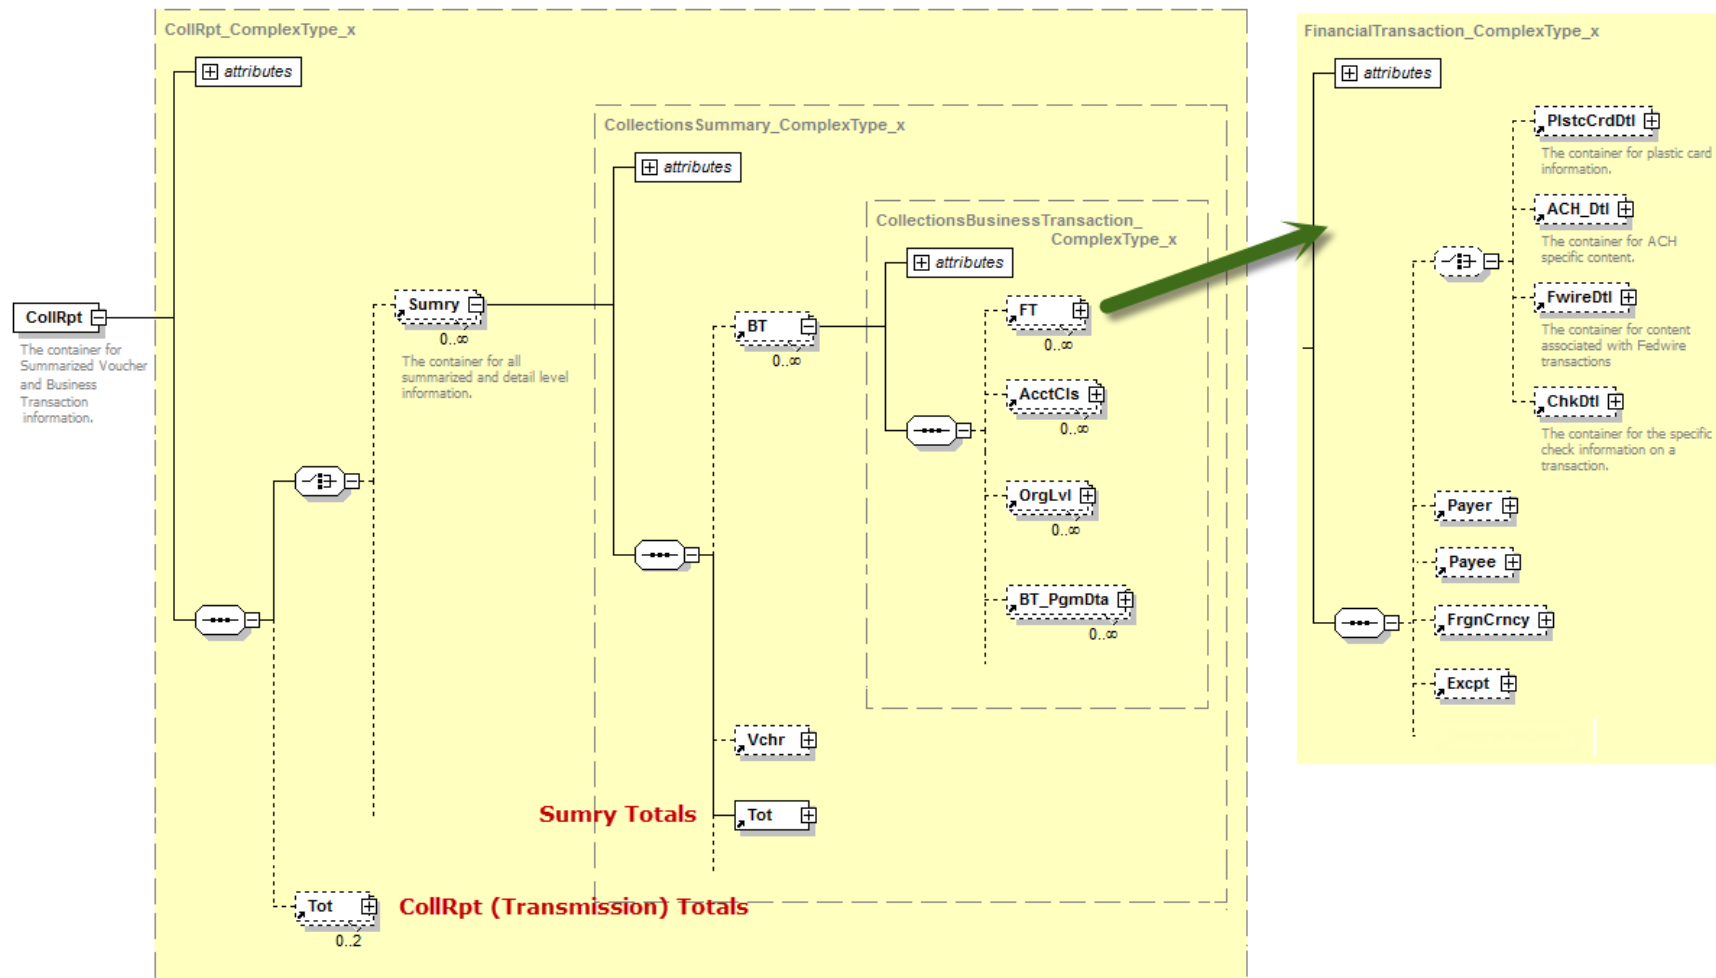 CollRpt_ComplexType_x
attributes
CollRpt
The container for
Summarized Voucher
and Business
Transaction
information.
Sumry
0..∞
The container for all
summarized and detail level
information.
CollectionsSummary_ComplexType_x
attributes
BT
0..∞
CollectionsBusinessTransaction_
ComplexType_x
attributes
FT
0..∞
AcctCls
0..∞
OrgLvl
0..∞
BT_PgmDta
0..∞
Vchr
Sumry Totals
Tot
Tot
0..2
CollRpt (Transmission) Totals
FinancialTransaction_ComplexType_x
attributes
PlstcCrdDtl
The container for plastic card
information.
ACH_Dtl
The container for ACH
specific content.
FwireDtl
The container for content
associated with Fedwire
transactions
ChkDtl
The container for the specific
check information on a
transaction.
Payer
Payee
FrgnCrncy
Excpt